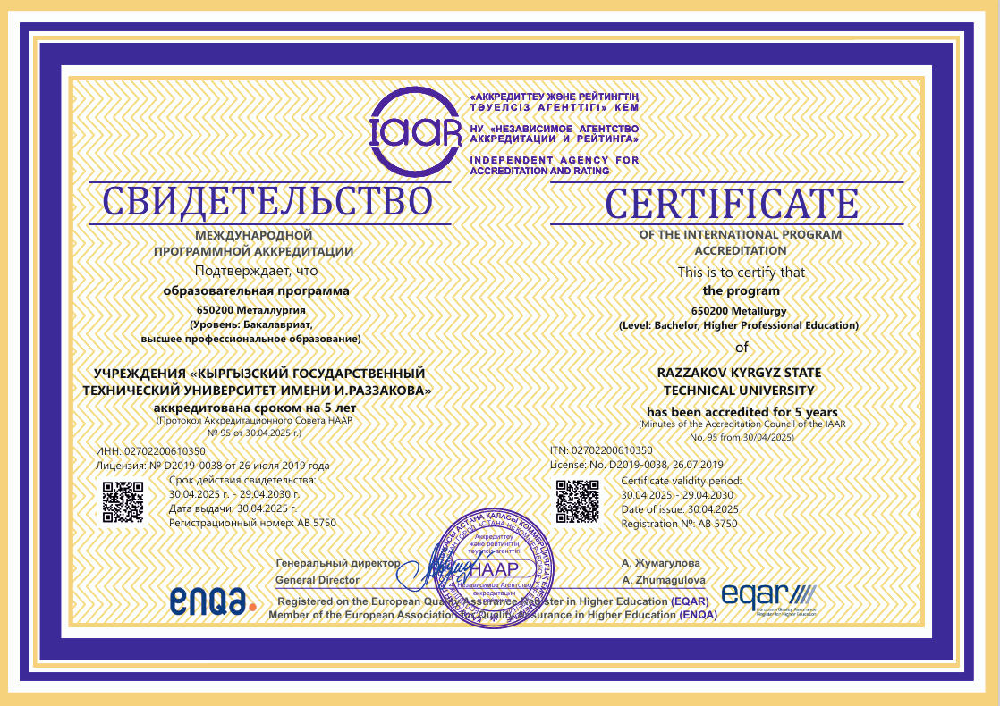 Iaar
«АККРЕДИТТЕУ ЖӘНЕ РЕЙТИНГТІҢ
ТӘУЕЛСІЗ АГЕНТТІГІ» КЕМ
НУ «НЕЗАВИСИМОЕ АГЕНТСТВО
АККРЕДИТАЦИИ И РЕЙТИНГА»
INDEPENDENT AGENCY FOR
ACCREDITATION AND RATING
СВИДЕТЕЛЬСТВО
МЕЖДУНАРОДНОЙ
ПРОГРАММНОЙ АККРЕДИТАЦИИ
Подтверждает, что
образовательная программа
650200 Металлургия
(Уровень: Бакалавриат,
высшее профессиональное образование)
УЧРЕЖДЕНИЯ «КЫРГЫЗСКИЙ ГОСУДАРСТВЕННЫЙ
ТЕХНИЧЕСКИЙ УНИВЕРСИТЕТ ИМЕНИ И.РАЗЗАКОВА»
аккредитована сроком на 5 лет
(Протокол Аккредитационного Совета НААР
№ 95 от 30.04.2025 г.)
ИНН: 02702200610350
Лицензия: № D2019-0038 от 26 июля 2019 года
Срок действия свидетельства:
30.04.2025 г. - 29.04.2030 г.
Дата выдачи: 30.04.2025 г.
Регистрационный номер: АВ 5750
CERTIFICATE
OF THE INTERNATIONAL PROGRAM
ACCREDITATION
This is to certify that
the program
650200 Metallurgy
(Level: Bachelor, Higher Professional Education)
of
RAZZAKOV KYRGYZ STATE
TECHNICAL UNIVERSITY
has been accredited for 5 years
(Minutes of the Accreditation Council of the IAAR
No. 95 from 30/04/2025)
ITN: 02702200610350
License: No. D2019-0038, 26.07.2019
Certificate validity period:
30.04.2025 - 29.04.2030
Date of issue: 30.04.2025
Registration №: AB 5750
Генеральный директор
General Director
А. Жумагулова
A. Zhumagulova
Аккредиттеу
және рейтингтің
тәуелсіз агенттігі
НААР
Независимое Агентство
аккредитации
enqa.
Registered on the European Quality Assurance Register in Higher Education (EQAR)
Member of the European Association for Quality Assurance in Higher Education (ENQA)
eqar
European Quality Assurance
Register for Higher Education